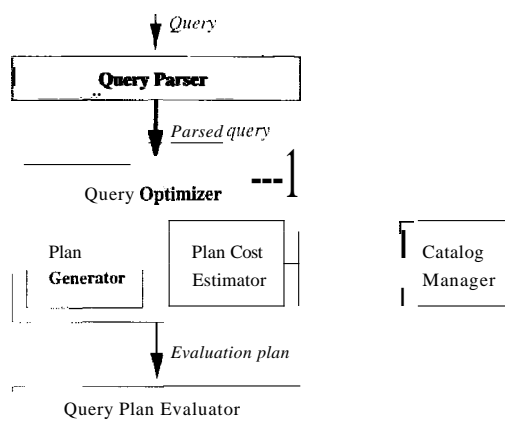 Query
Query Parser
Parsed query
Query Optimizer
---1
Plan
Generator
Plan Cost
Estimator
Catalog
Manager
Evaluation plan
Query Plan Evaluator